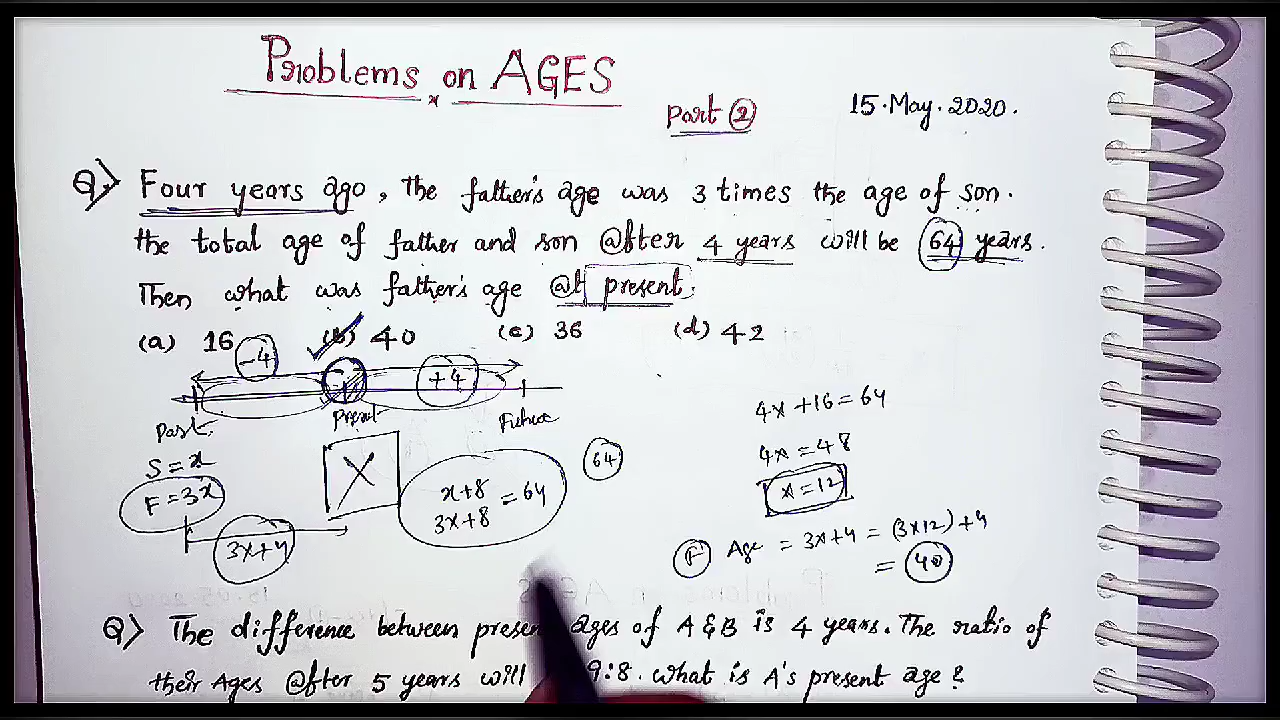 Problems on AGES
Part ②
15.May.2020.
Q> Four years ago, the father's age was 3 times the age of son.
the total age of father and son @fter 4 years will be 64 years.
Then what was father's age @t present.
(a) 16 (b) 40 (c) 36 (d) 42
-4 +4
Past Present Future
S = x
F = 3x
3x+4
X
x+8
3x+8 = 64
64
4x+16 = 64
4x = 48
x = 12
F Age = 3x+4 = (3x12)+4
= 40
Q> The difference between present ages of A & B is 4 years. The ratio of
their Ages @fter 5 years will 9:8. what is A's present age?